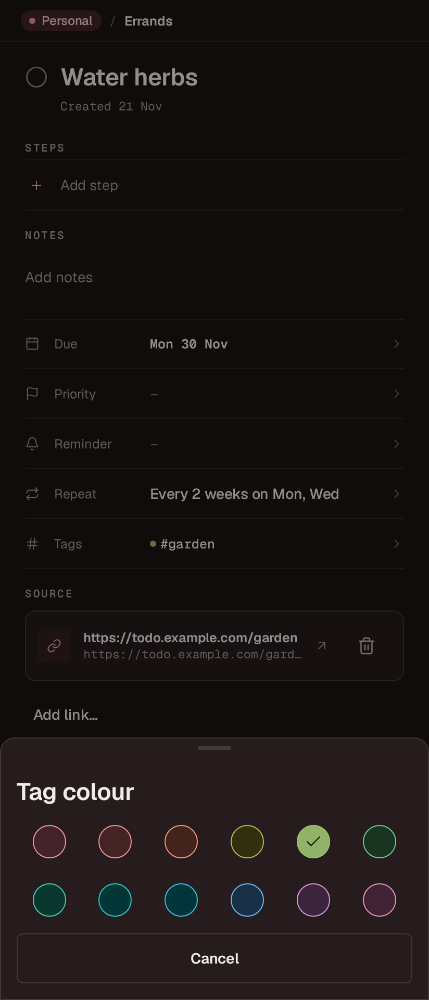 Personal / Errands
Water herbs
Created 21 Nov
STEPS
+ Add step
NOTES
Add notes
Due Mon 30 Nov
Priority –
Reminder –
Repeat Every 2 weeks on Mon, Wed
Tags #garden
SOURCE
https://todo.example.com/garden
https://todo.example.com/gard…
Add link…
Tag colour
Cancel